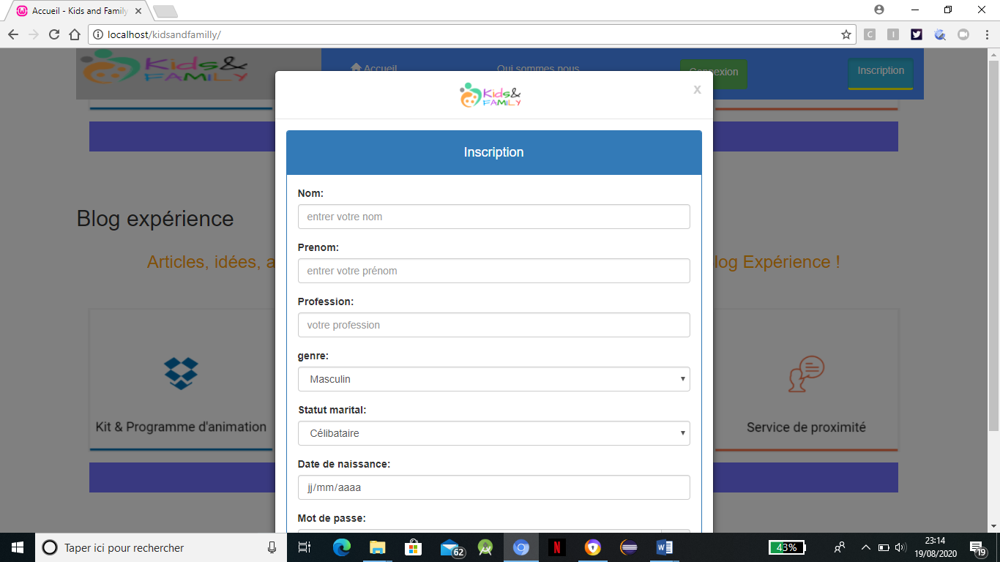 Accueil - Kids and Family
localhost/kidsandfamilly/
Kids&
FAMILY
Accueil
Qui sommes nous
Connexion
Inscription
Kids&
FAMILY
x
Inscription
Nom:
entrer votre nom
Prenom:
entrer votre prénom
Profession:
votre profession
genre:
Masculin
Statut marital:
Célibataire
Date de naissance:
jj/mm/aaaa
Mot de passe:
Blog expérience
Articles, idées, a
log Expérience !
Kit & Programme d'animation
Service de proximité
Taper ici pour rechercher
62
43%
23:14
19/08/2020
19